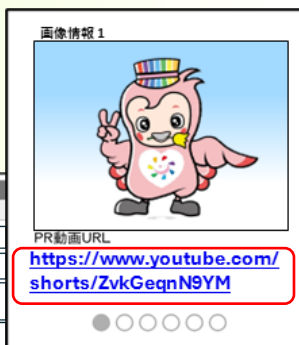 画像情報１
PR動画URL
https://www.youtube.com/
shorts/ZvkGeqnN9YM